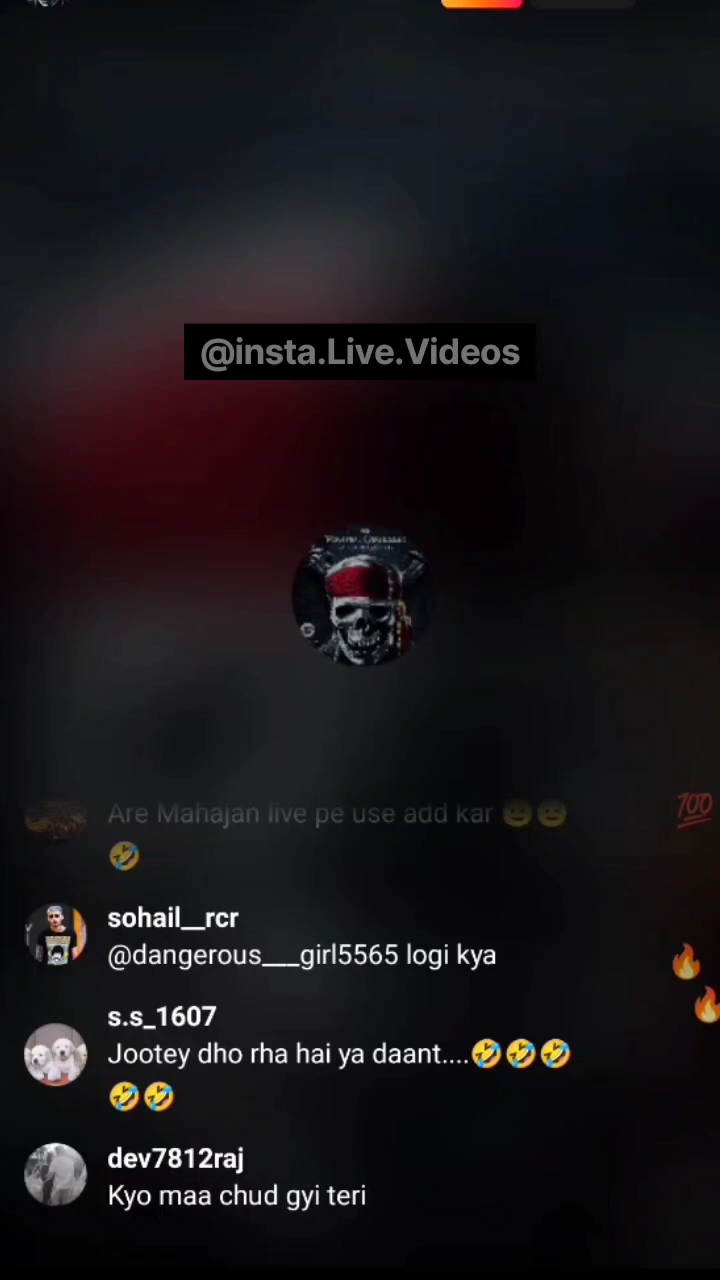 @insta.Live.Videos
Are Mahajan live pe use add kar 😄😄
🤣
💯
sohail__rcr
@dangerous___girl5565 logi kya
s.s_1607
Jootey dho rha hai ya daant....🤣🤣🤣
🤣🤣
dev7812raj
Kyo maa chud gyi teri